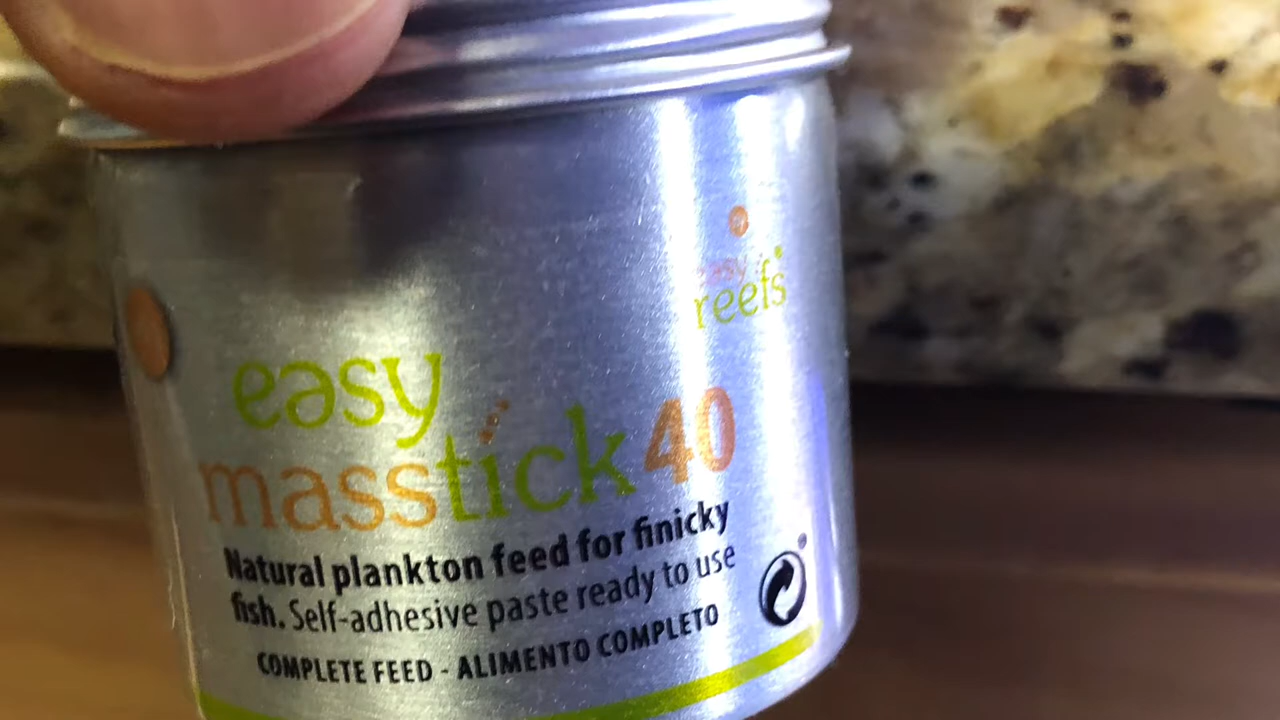 easy
reefs
easy
masstick 40
Natural plankton feed for finicky
fish. Self-adhesive paste ready to use
COMPLETE FEED - ALIMENTO COMPLETO